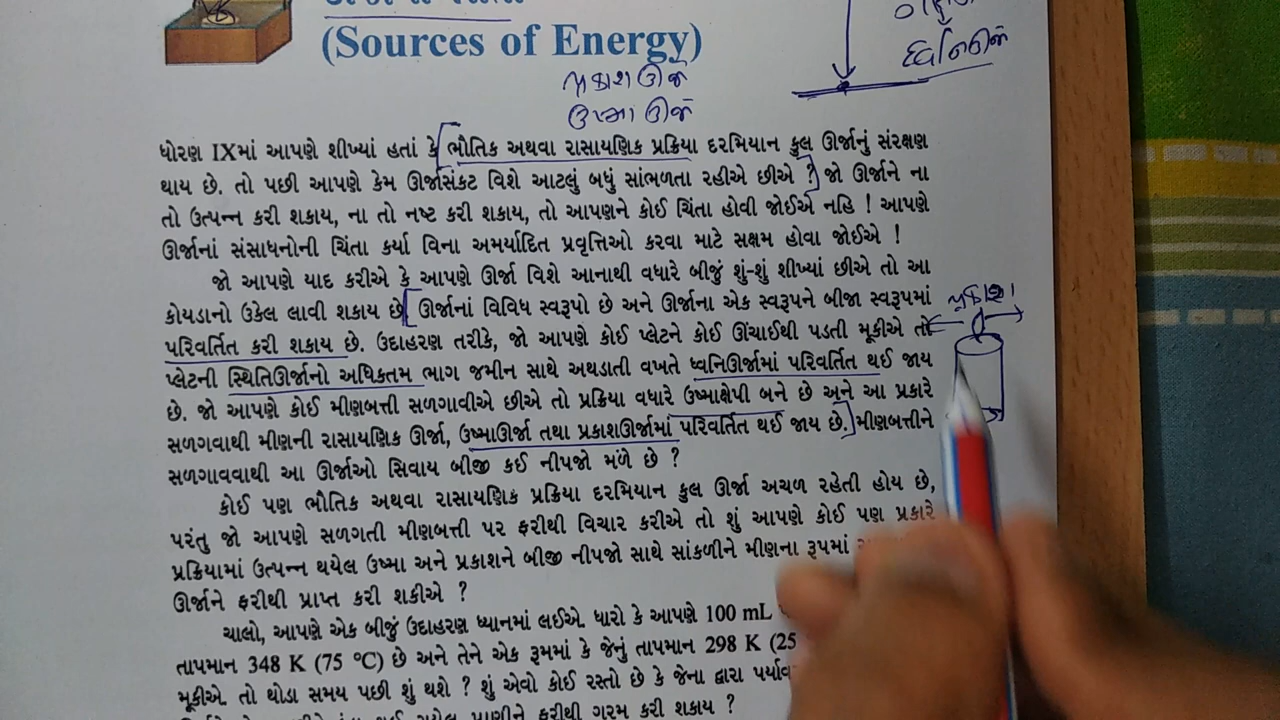 (Sources of Energy)
ધ્વનિઊર્જા
પ્રકાશ ઊર્જા
ઉષ્મા ઊર્જા
ધોરણ IXમાં આપણે શીખ્યાં હતાં કે ભૌતિક અથવા રાસાયણિક પ્રક્રિયા દરમિયાન કુલ ઊર્જાનું સંરક્ષણ
થાય છે. તો પછી આપણે કેમ ઊર્જાસંકટ વિશે આટલું બધું સાંભળતા રહીએ છીએ ? જો ઊર્જાને ના
તો ઉત્પન્ન કરી શકાય, ના તો નષ્ટ કરી શકાય, તો આપણને કોઈ ચિંતા હોવી જોઈએ નહિ ! આપણે
ઊર્જાનાં સંસાધનોની ચિંતા કર્યા વિના અમર્યાદિત પ્રવૃત્તિઓ કરવા માટે સક્ષમ હોવા જોઈએ !
જો આપણે યાદ કરીએ કે આપણે ઊર્જા વિશે આનાથી વધારે બીજું શું-શું શીખ્યાં છીએ તો આ
કોયડાનો ઉકેલ લાવી શકાય છે. ઊર્જાનાં વિવિધ સ્વરૂપો છે અને ઊર્જાના એક સ્વરૂપને બીજા સ્વરૂપમાં
પ્રકાશ
પરિવર્તિત કરી શકાય છે. ઉદાહરણ તરીકે, જો આપણે કોઈ પ્લેટને કોઈ ઊંચાઈથી પડતી મૂકીએ તો
પ્લેટની સ્થિતિઊર્જાનો અધિકતમ ભાગ જમીન સાથે અથડાતી વખતે ધ્વનિઊર્જામાં પરિવર્તિત થઈ જાય
છે. જો આપણે કોઈ મીણબત્તી સળગાવીએ છીએ તો પ્રક્રિયા વધારે ઉષ્માક્ષેપી બને છે અને આ પ્રકારે
સળગવાથી મીણની રાસાયણિક ઊર્જા, ઉષ્માઊર્જા તથા પ્રકાશઊર્જામાં પરિવર્તિત થઈ જાય છે. મીણબત્તીને
સળગાવવાથી આ ઊર્જાઓ સિવાય બીજી કઈ નીપજો મળે છે ?
કોઈ પણ ભૌતિક અથવા રાસાયણિક પ્રક્રિયા દરમિયાન કુલ ઊર્જા અચળ રહેતી હોય છે,
પરંતુ જો આપણે સળગતી મીણબત્તી પર ફરીથી વિચાર કરીએ તો શું આપણે કોઈ પણ પ્રકારે
પ્રક્રિયામાં ઉત્પન્ન થયેલ ઉષ્મા અને પ્રકાશને બીજી નીપજો સાથે સાંકળીને મીણના રૂપમાં
ઊર્જાને ફરીથી પ્રાપ્ત કરી શકીએ ?
ચાલો, આપણે એક બીજું ઉદાહરણ ધ્યાનમાં લઈએ. ધારો કે આપણે 100 mL
તાપમાન 348 K (75 °C) છે અને તેને એક રૂમમાં કે જેનું તાપમાન 298 K (25
મૂકીએ. તો થોડા સમય પછી શું થશે ? શું એવો કોઈ રસ્તો છે કે જેના દ્વારા
ફરીથી ગરમ કરી શકાય ?